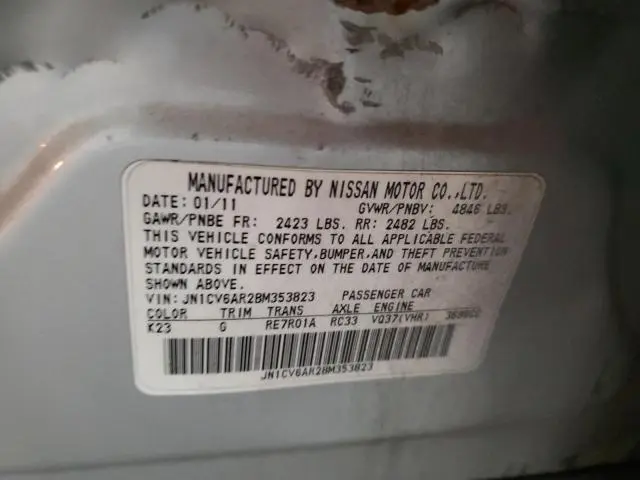 MANUFACTURED BY NISSAN MOTOR CO.,LTD.
DATE: 01/11 GVWR/PNBV: 4846 LBS.
GAWR/PNBE FR: 2423 LBS. RR: 2482 LBS.
THIS VEHICLE CONFORMS TO ALL APPLICABLE FEDERAL
MOTOR VEHICLE SAFETY,BUMPER,AND THEFT PREVENTION
STANDARDS IN EFFECT ON THE DATE OF MANUFACTURE
SHOWN ABOVE.
VIN:JN1CV6AR2BM353823 PASSENGER CAR
COLOR TRIM TRANS AXLE ENGINE
K23 G RE7R01A RC33 VQ37(VHR) 3696CC
JN1CV6AR2BM353823